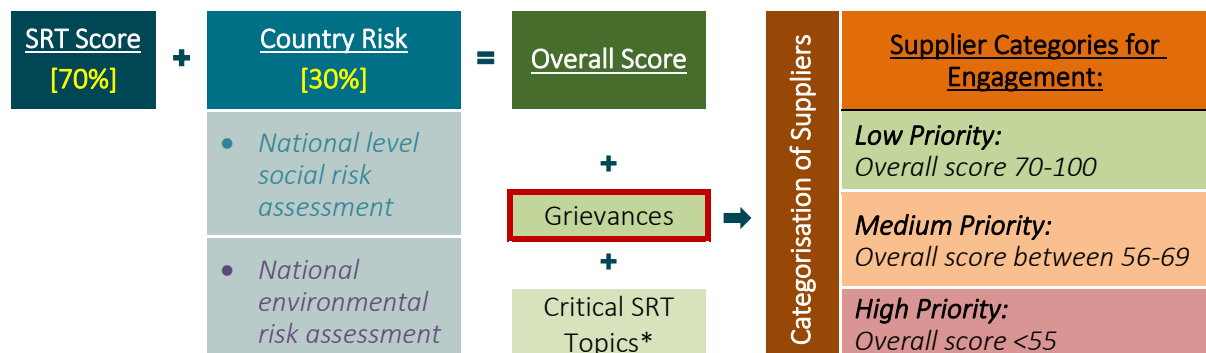 SRT Score
[70%]
+
Country Risk
[30%]
=
Overall Score
• National level
social risk
assessment
• National
environmental
risk assessment
+
Grievances
+
Critical SRT
Topics*
Categorisation of Suppliers
Supplier Categories for
Engagement:
Low Priority:
Overall score 70-100
Medium Priority:
Overall score between 56-69
High Priority:
Overall score <55